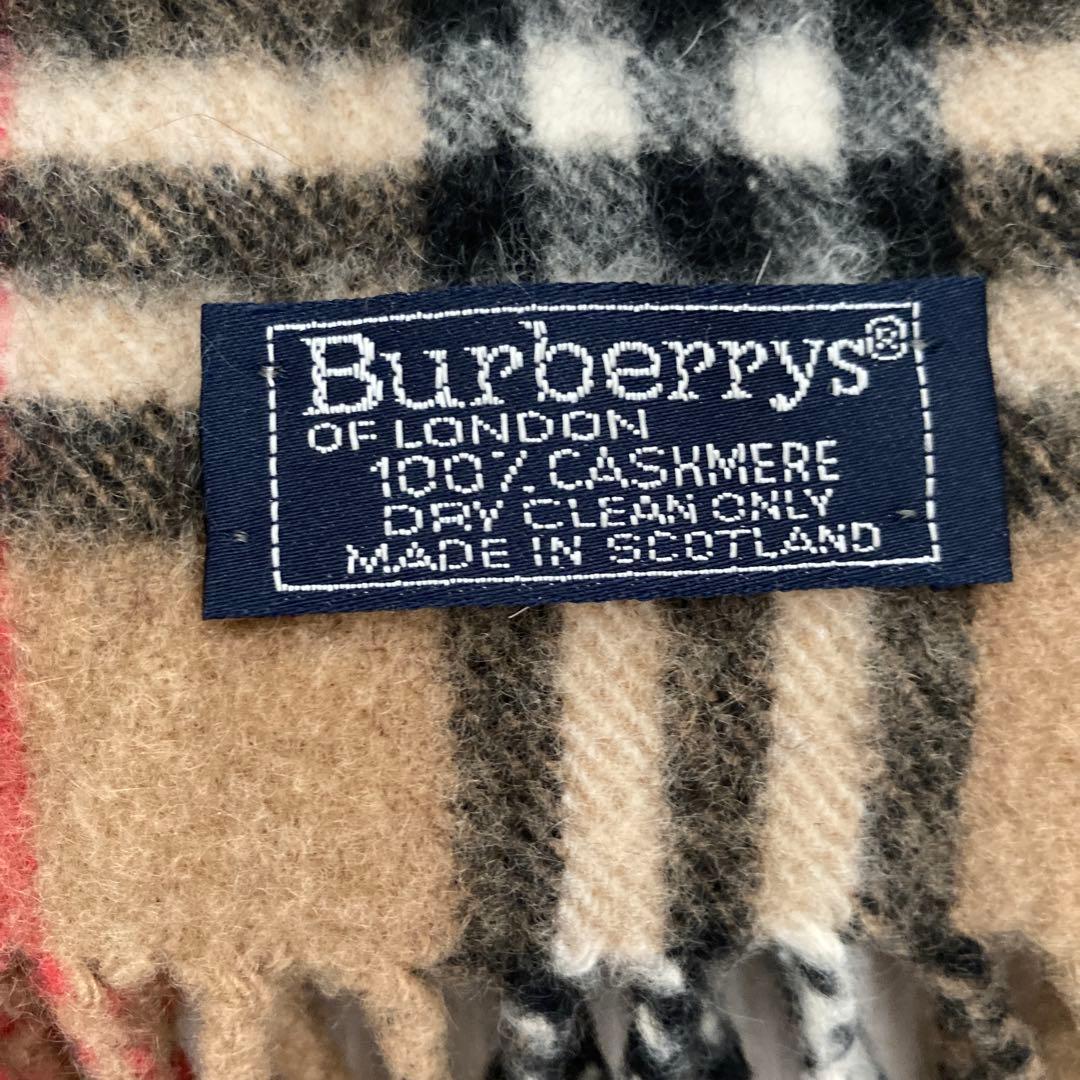 Burberrys®
OF LONDON
100% CASHMERE
DRY CLEAN ONLY
MADE IN SCOTLAND